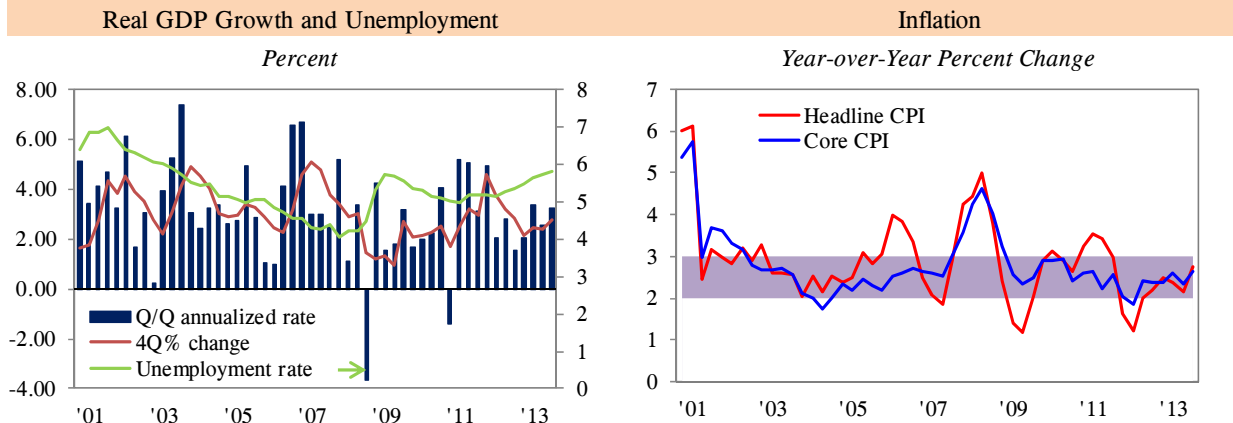 Real GDP Growth and Unemployment
Percent
8.00
6.00
4.00
2.00
0.00
-2.00
-4.00
8
7
6
5
4
3
2
1
0
Q/Q annualized rate
4Q% change
Unemployment rate
'01 '03 '05 '07 '09 '11 '13
Inflation
Year-over-Year Percent Change
7
6
5
4
3
2
1
0
Headline CPI
Core CPI
'01 '03 '05 '07 '09 '11 '13